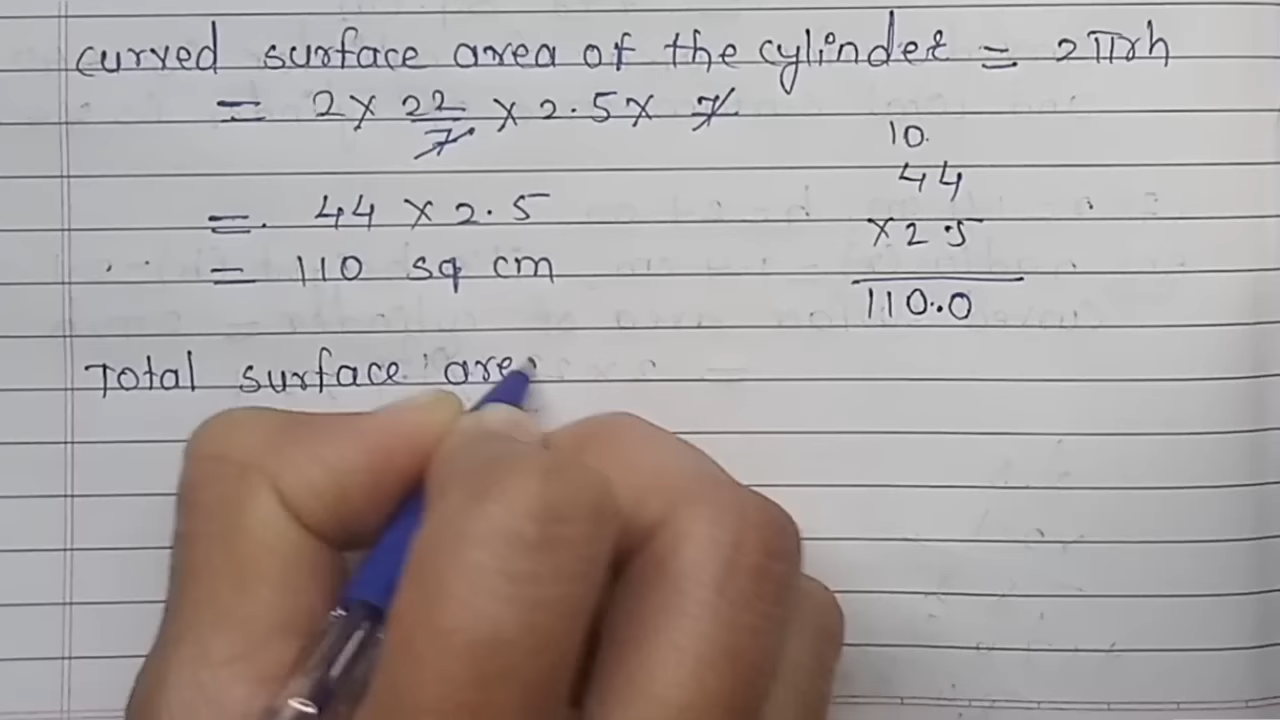 curved surface area of the cylinder = 2πrh
= 2 × 22/7 × 2.5 × 7
10
= 44 × 2.5
44
× 2.5
= 110 sq cm
110.0
Total surface are